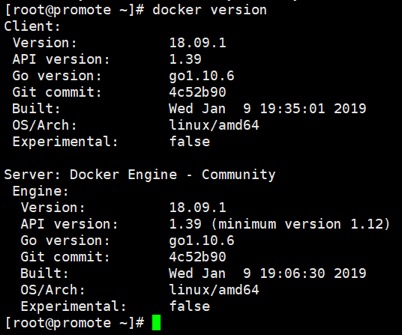 [root@promote ~]# docker version
Client:
 Version:           18.09.1
 API version:       1.39
 Go version:        go1.10.6
 Git commit:        4c52b90
 Built:             Wed Jan  9 19:35:01 2019
 OS/Arch:           linux/amd64
 Experimental:      false

Server: Docker Engine - Community
 Engine:
  Version:          18.09.1
  API version:      1.39 (minimum version 1.12)
  Go version:       go1.10.6
  Git commit:       4c52b90
  Built:            Wed Jan  9 19:06:30 2019
  OS/Arch:          linux/amd64
  Experimental:     false
[root@promote ~]#